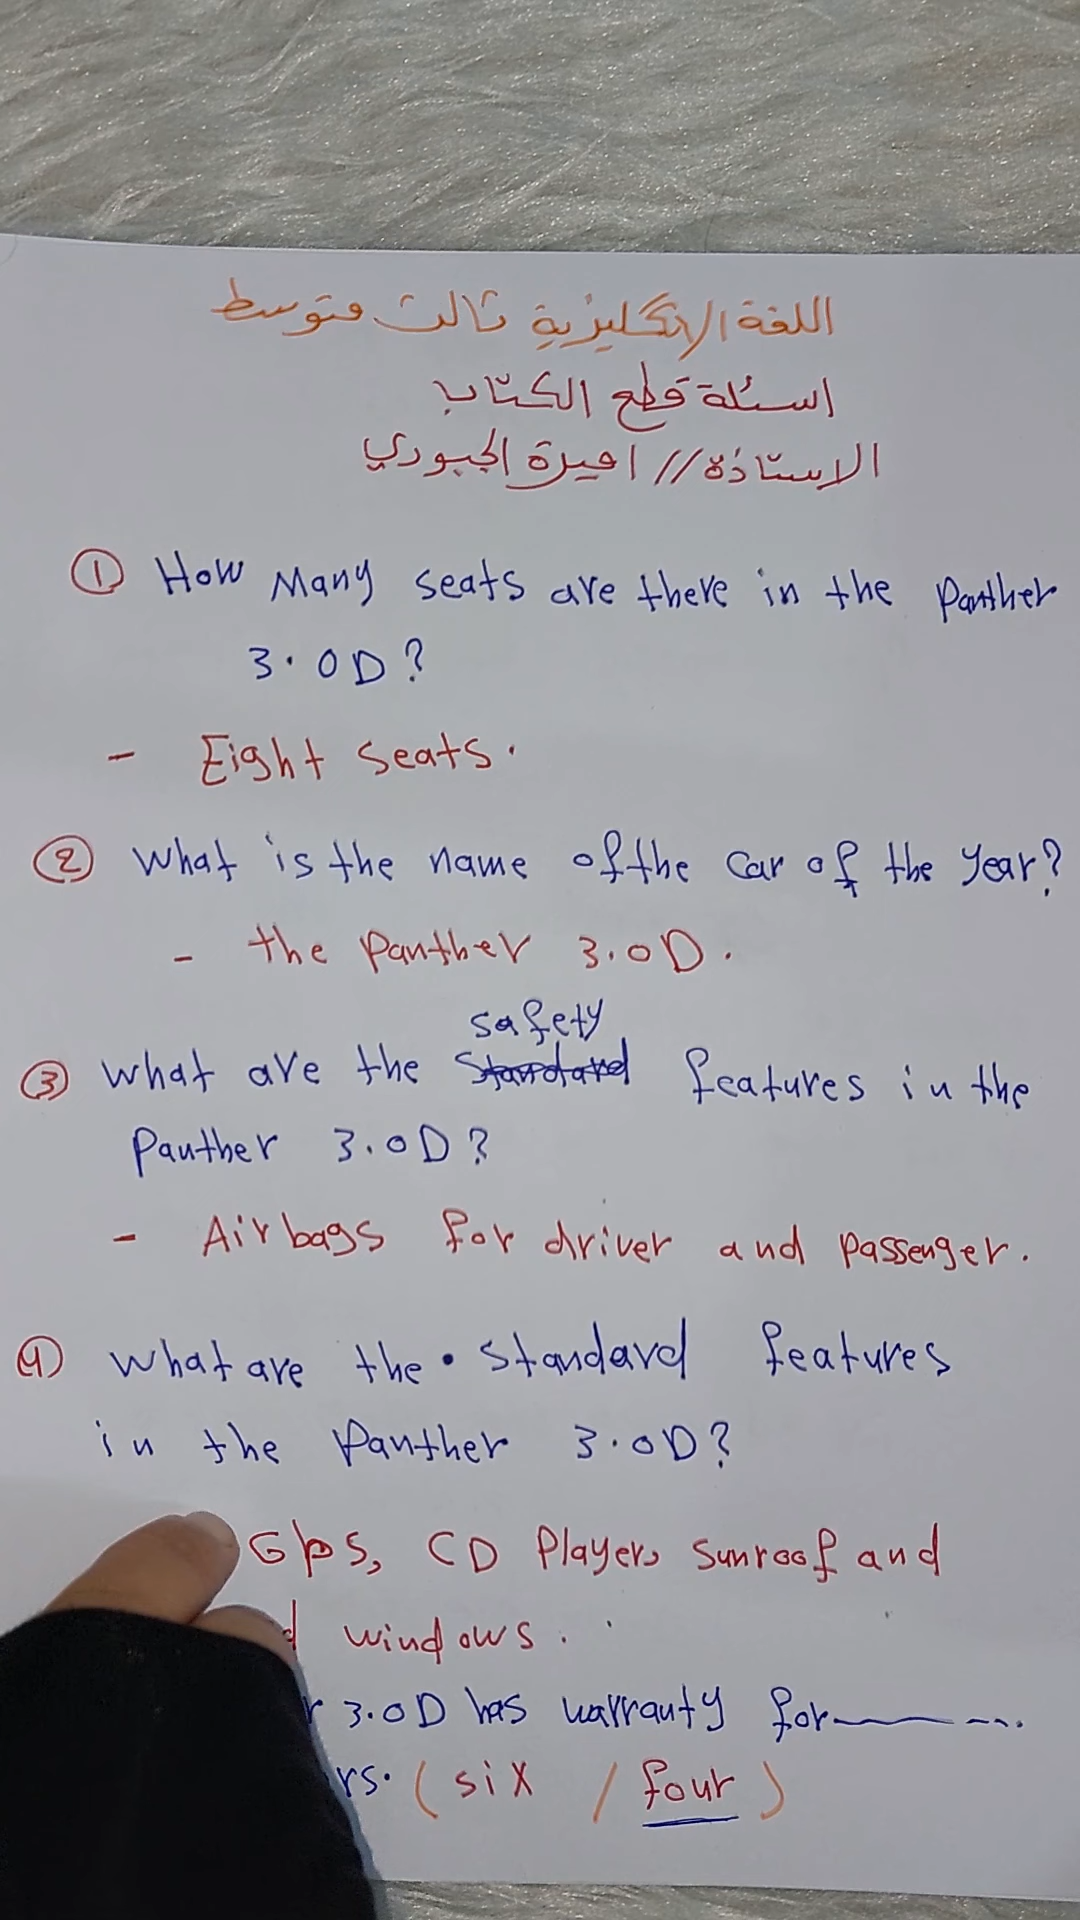 اللغة الانگليزية ثالث متوسط
اسئلة قطع الكتاب
الاستاذة // اميرة الجبوري
① How Many seats are there in the Panther
3.0D?
- Eight seats.
② What is the name of the car of the year?
- the Panther 3.0D.
safety
③ What are the Standard features in the
Panther 3.0D?
- Airbags for driver and passenger.
④ What are the • Standard features
in the Panther 3.0D?
Gps, CD Player, Sunroof and
windows.
3.0D has warranty for ———
rs. (six / four)